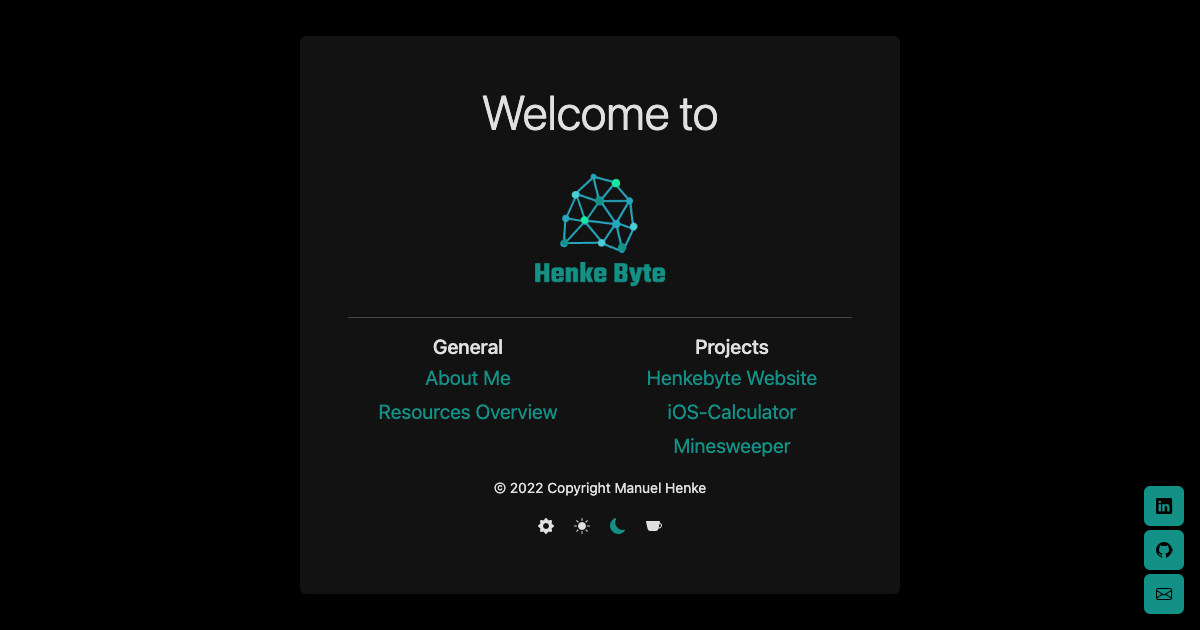 Welcome to
Henke Byte
General
About Me
Resources Overview
Projects
Henkebyte Website
iOS-Calculator
Minesweeper
© 2022 Copyright Manuel Henke
in